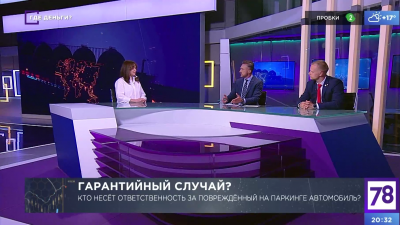 ГДЕ ДЕНЬГИ?
ПРОБКИ 2
+17°
ГАРАНТИЙНЫЙ СЛУЧАЙ?
КТО НЕСЁТ ОТВЕТСТВЕННОСТЬ ЗА ПОВРЕЖДЁННЫЙ НА ПАРКИНГЕ АВТОМОБИЛЬ?
78
20:32